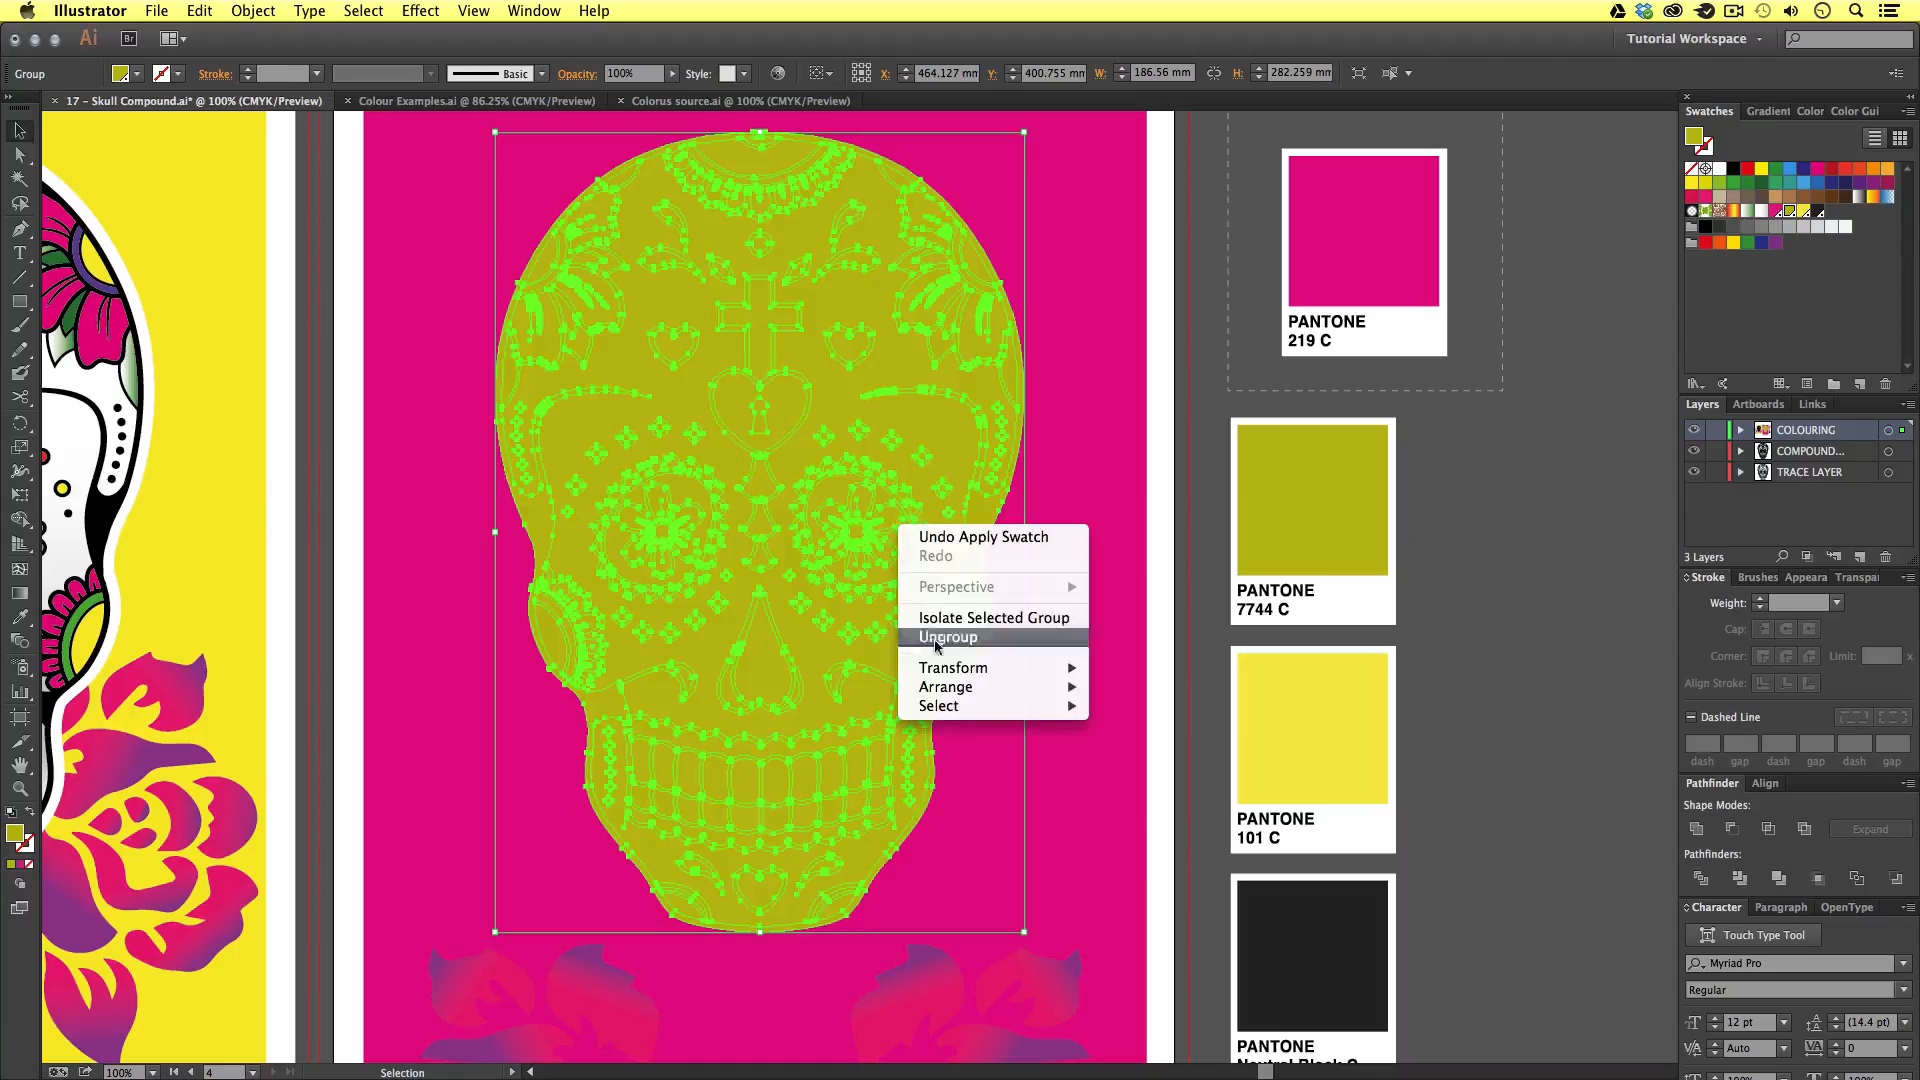 Illustrator File Edit Object Type Select Effect View Window Help
Ai Br Tutorial Workspace
Group Stroke: Basic Opacity: 100% Style: X: 464.127 mm Y: 400.755 mm W: 186.56 mm H: 282.259 mm
17 – Skull Compound.ai* @ 100% (CMYK/Preview) Colour Examples.ai @ 86.25% (CMYK/Preview) Colorus source.ai @ 100% (CMYK/Preview)
Swatches Gradient Color Color Gui
PANTONE
219 C
PANTONE
7744 C
PANTONE
101 C
PANTONE
Undo Apply Swatch
Redo
Perspective
Isolate Selected Group
Ungroup
Transform
Arrange
Select
Layers Artboards Links
COLOURING
COMPOUND...
TRACE LAYER
3 Layers
Stroke Brushes Appeara Transpa
Weight:
Cap:
Corner: Limit: x
Align Stroke:
Dashed Line
dash gap dash gap dash gap
Pathfinder Align
Shape Modes:
Expand
Pathfinders:
Character Paragraph OpenType
Touch Type Tool
Myriad Pro
Regular
12 pt (14.4 pt)
Auto 0
100% 4 Selection